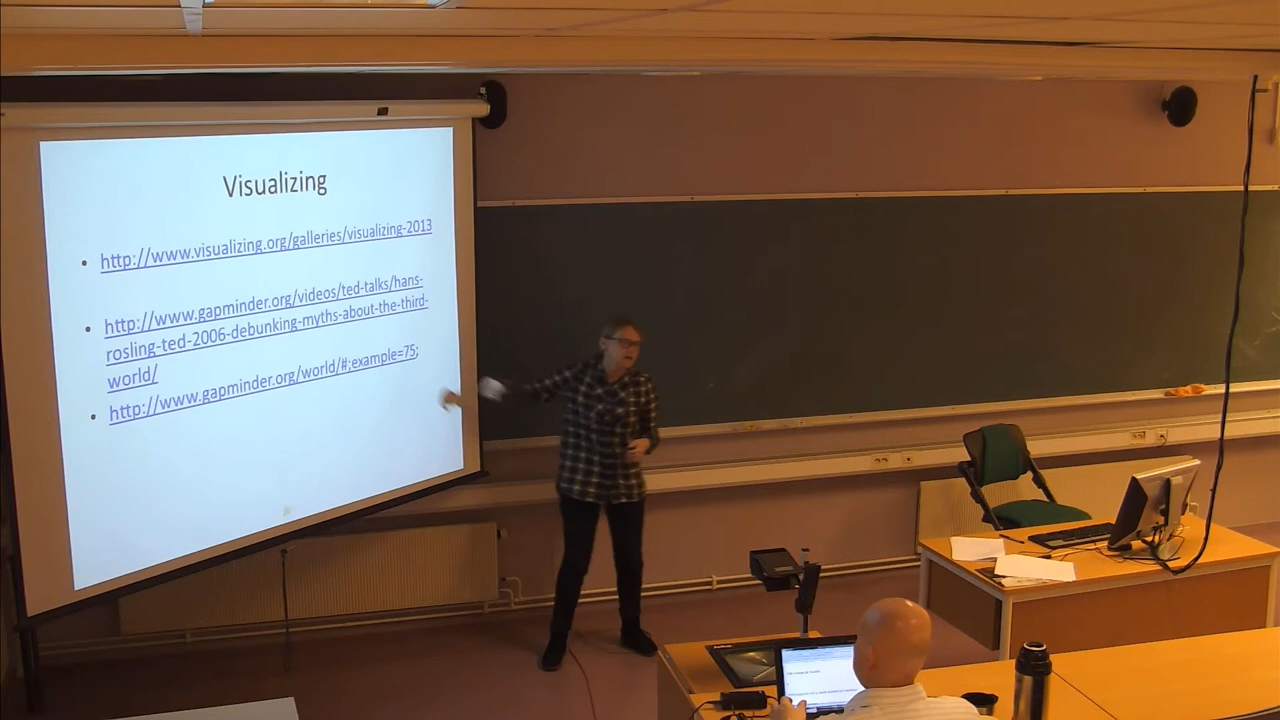 Visualizing
• http://www.visualizing.org/galleries/visualizing-2013
• http://www.gapminder.org/videos/ted-talks/hans-
rosling-ted-2006-debunking-myths-about-the-third-
world/
• http://www.gapminder.org/world/#;example=75;